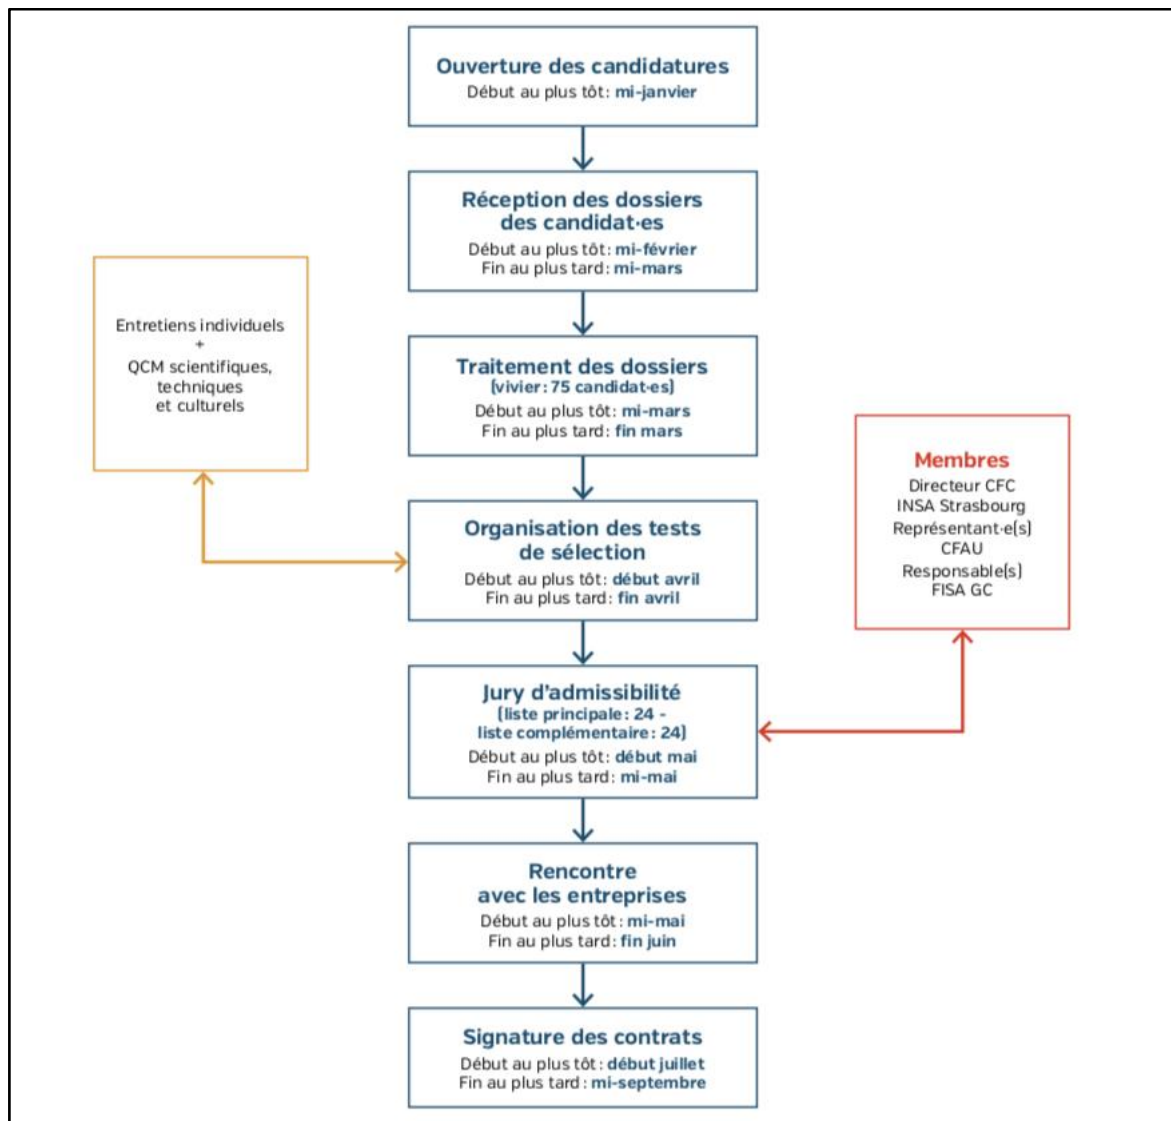 Ouverture des candidatures
Début au plus tôt: mi-janvier
Réception des dossiers
des candidat·es
Début au plus tôt: mi-février
Fin au plus tard: mi-mars
Entretiens individuels
+
QCM scientifiques,
techniques
et culturels
Traitement des dossiers
(vivier: 75 candidat·es)
Début au plus tôt: mi-mars
Fin au plus tard: fin mars
Organisation des tests
de sélection
Début au plus tôt: début avril
Fin au plus tard: fin avril
Membres
Directeur CFC
INSA Strasbourg
Représentant·e(s)
CFAU
Responsable(s)
FISA GC
Jury d'admissibilité
(liste principale: 24 -
liste complémentaire: 24)
Début au plus tôt: début mai
Fin au plus tard: mi-mai
Rencontre
avec les entreprises
Début au plus tôt: mi-mai
Fin au plus tard: fin juin
Signature des contrats
Début au plus tôt: début juillet
Fin au plus tard: mi-septembre